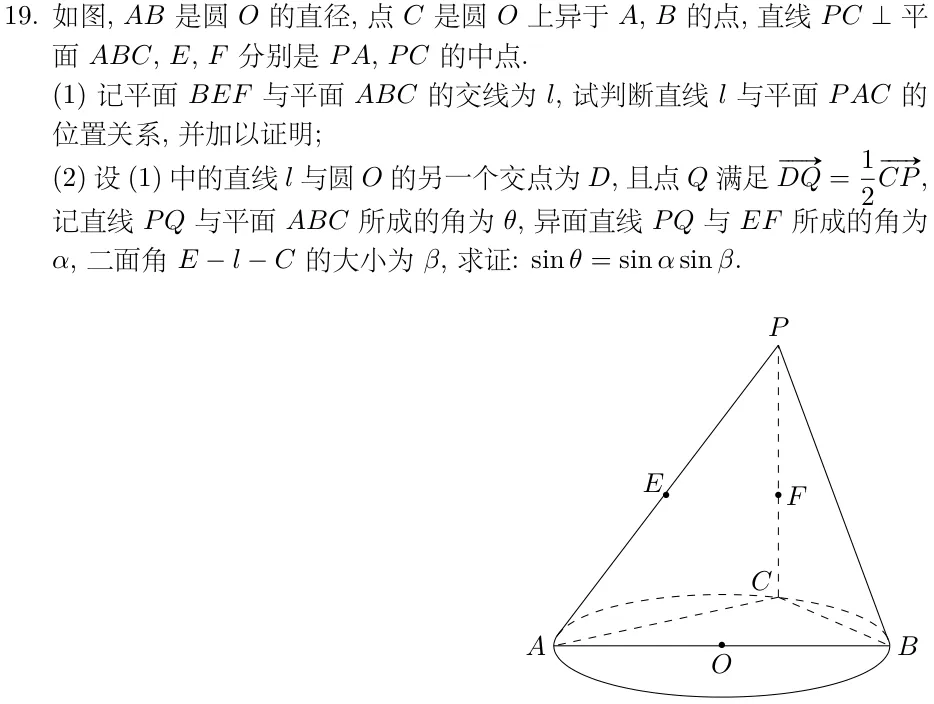 19. 如图, AB 是圆 O 的直径, 点 C 是圆 O 上异于 A, B 的点, 直线 PC ⊥ 平
面 ABC, E, F 分别是 PA, PC 的中点.
(1) 记平面 BEF 与平面 ABC 的交线为 l, 试判断直线 l 与平面 PAC 的
位置关系, 并加以证明;
(2) 设 (1) 中的直线 l 与圆 O 的另一个交点为 D, 且点 Q 满足 $\overrightarrow{DQ} = \frac{1}{2}\overrightarrow{CP}$,
记直线 PQ 与平面 ABC 所成的角为 θ, 异面直线 PQ 与 EF 所成的角为
α, 二面角 E − l − C 的大小为 β, 求证: sin θ = sin α sin β.
P
E
F
C
A
B
O